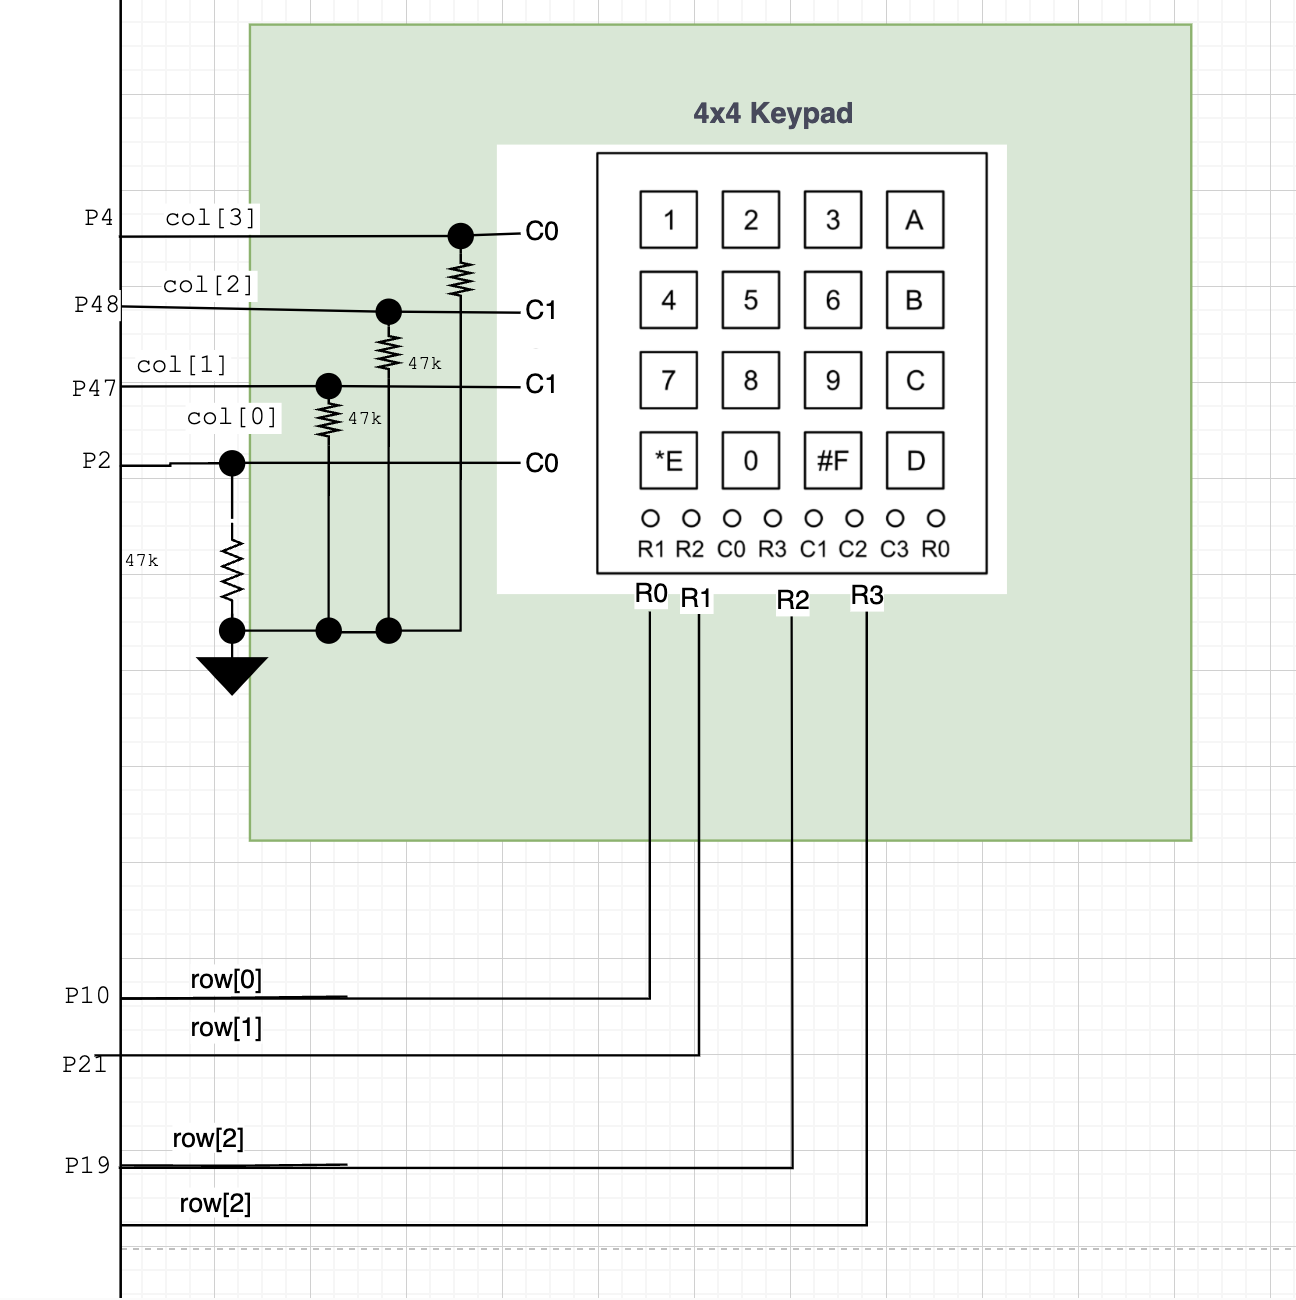 4x4 Keypad
P4 col[3] C0
1 2 3 A
col[2]
P48 C1
4 5 6 B
47k
col[1]
P47 C1
7 8 9 C
col[0] 47k
P2 C0
*E 0 #F D
47k
R1 R2 C0 R3 C1 C2 C3 R0
R0 R1 R2 R3
row[0]
P10
row[1]
P21
row[2]
P19
row[2]